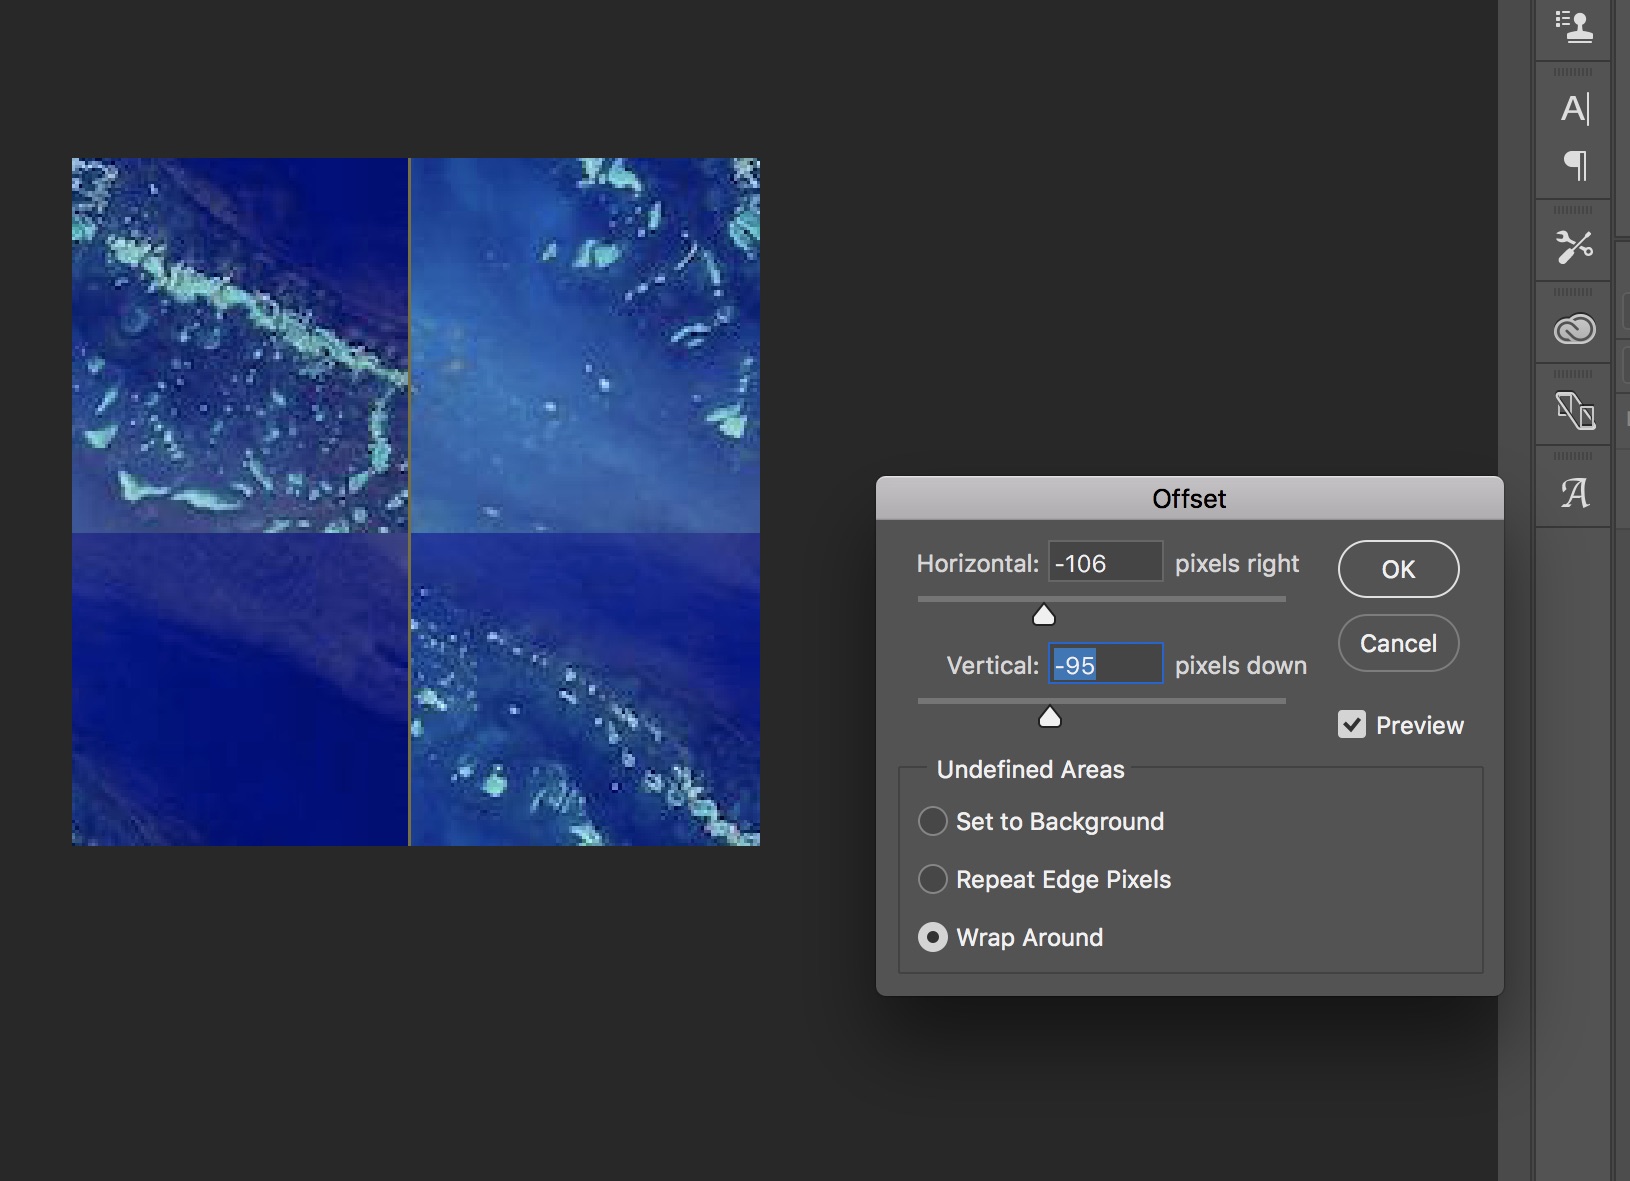 A
¶
A
Offset
Horizontal: -106 pixels right
OK
Vertical: -95 pixels down
Cancel
Preview
Undefined Areas
Set to Background
Repeat Edge Pixels
Wrap Around